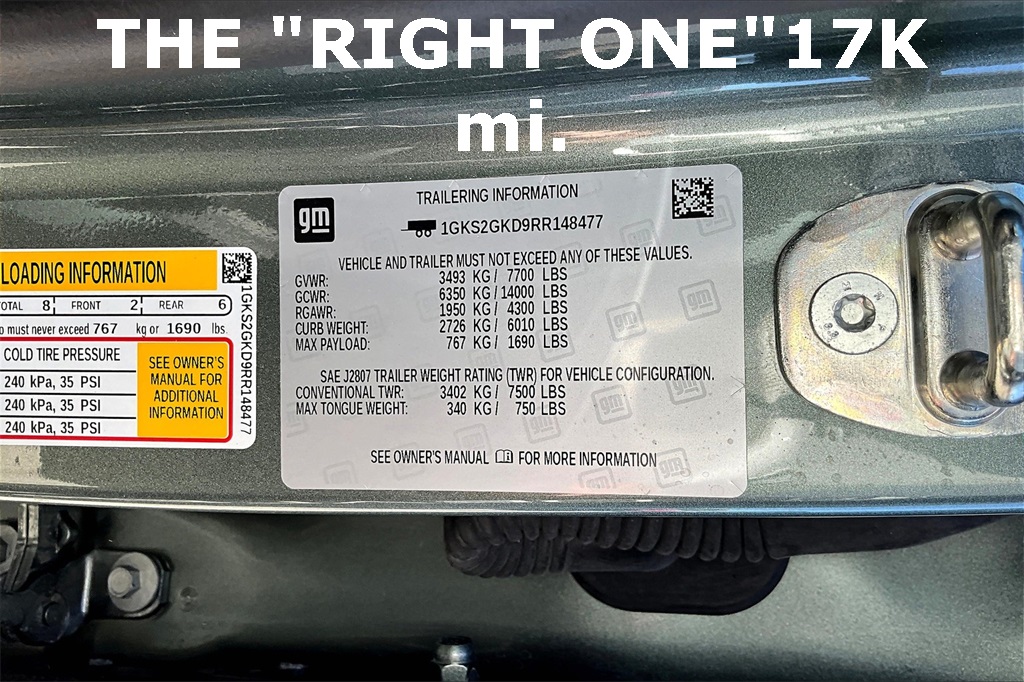 THE "RIGHT ONE"17K
mi.
TRAILERING INFORMATION
gm
1GKS2GKD9RR148477
VEHICLE AND TRAILER MUST NOT EXCEED ANY OF THESE VALUES.
GVWR: 3493 KG / 7700 LBS
GCWR: 6350 KG / 14000 LBS
RGAWR: 1950 KG / 4300 LBS
CURB WEIGHT: 2726 KG / 6010 LBS
MAX PAYLOAD: 767 KG / 1690 LBS
SAE J2807 TRAILER WEIGHT RATING (TWR) FOR VEHICLE CONFIGURATION.
CONVENTIONAL TWR: 3402 KG / 7500 LBS
MAX TONGUE WEIGHT: 340 KG / 750 LBS
SEE OWNER'S MANUAL FOR MORE INFORMATION
LOADING INFORMATION
TOTAL 8 FRONT 2 REAR 6
must never exceed 767 kg or 1690 lbs.
COLD TIRE PRESSURE
240 kPa, 35 PSI
240 kPa, 35 PSI
240 kPa, 35 PSI
SEE OWNER'S
MANUAL FOR
ADDITIONAL
INFORMATION
1GKS2GKD9RR148477